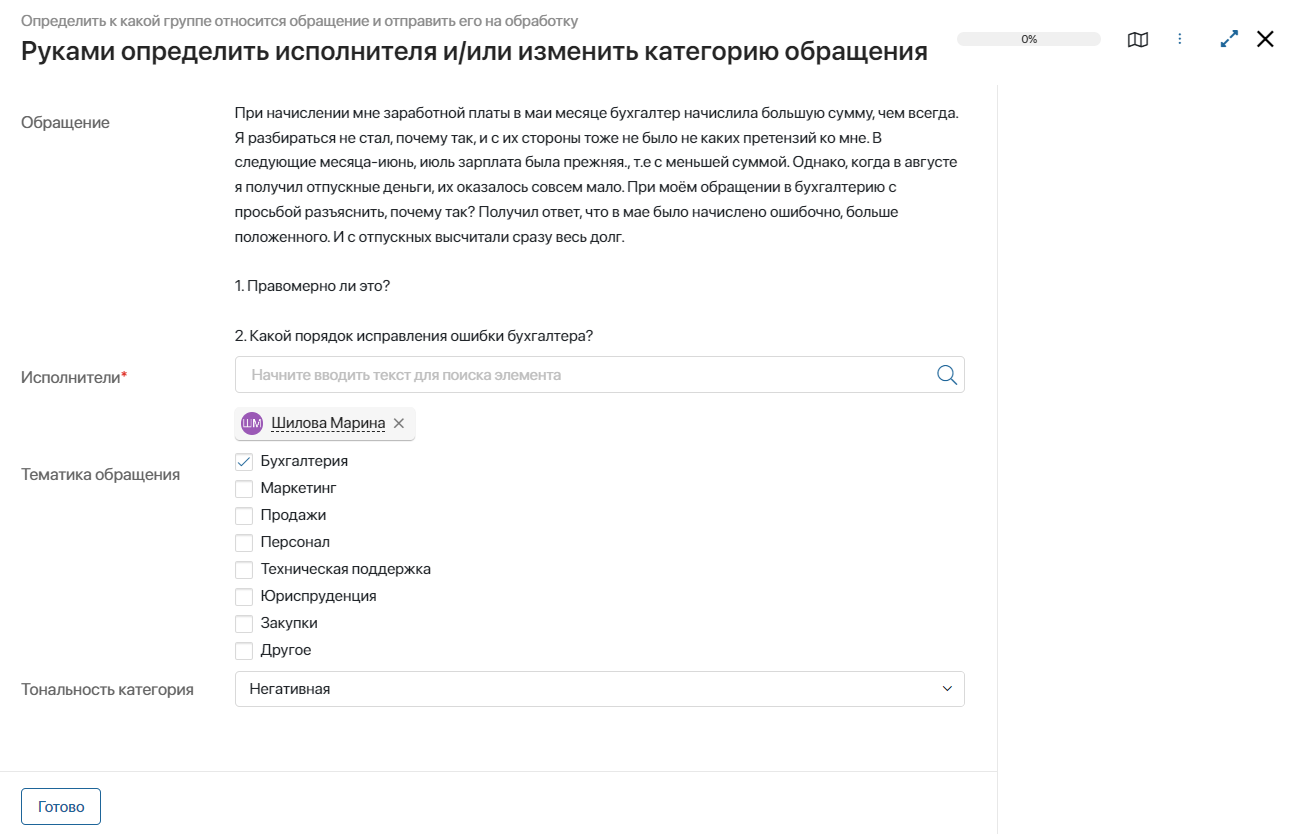 Определить к какой группе относится обращение и отправить его на обработку
Руками определить исполнителя и/или изменить категорию обращения
0%
Обращение
При начислении мне заработной платы в маи месяце бухгалтер начислила большую сумму, чем всегда.
Я разбираться не стал, почему так, и с их стороны тоже не было не каких претензий ко мне. В
следующие месяца-июнь, июль зарплата была прежняя., т.е с меньшей суммой. Однако, когда в августе
я получил отпускные деньги, их оказалось совсем мало. При моём обращении в бухгалтерию с
просьбой разъяснить, почему так? Получил ответ, что в мае было начислено ошибочно, больше
положенного. И с отпускных высчитали сразу весь долг.
1. Правомерно ли это?
2. Какой порядок исправления ошибки бухгалтера?
Исполнители*
Начните вводить текст для поиска элемента
ШМ Шилова Марина
Тематика обращения
Бухгалтерия
Маркетинг
Продажи
Персонал
Техническая поддержка
Юриспруденция
Закупки
Другое
Тональность категория
Негативная
Готово